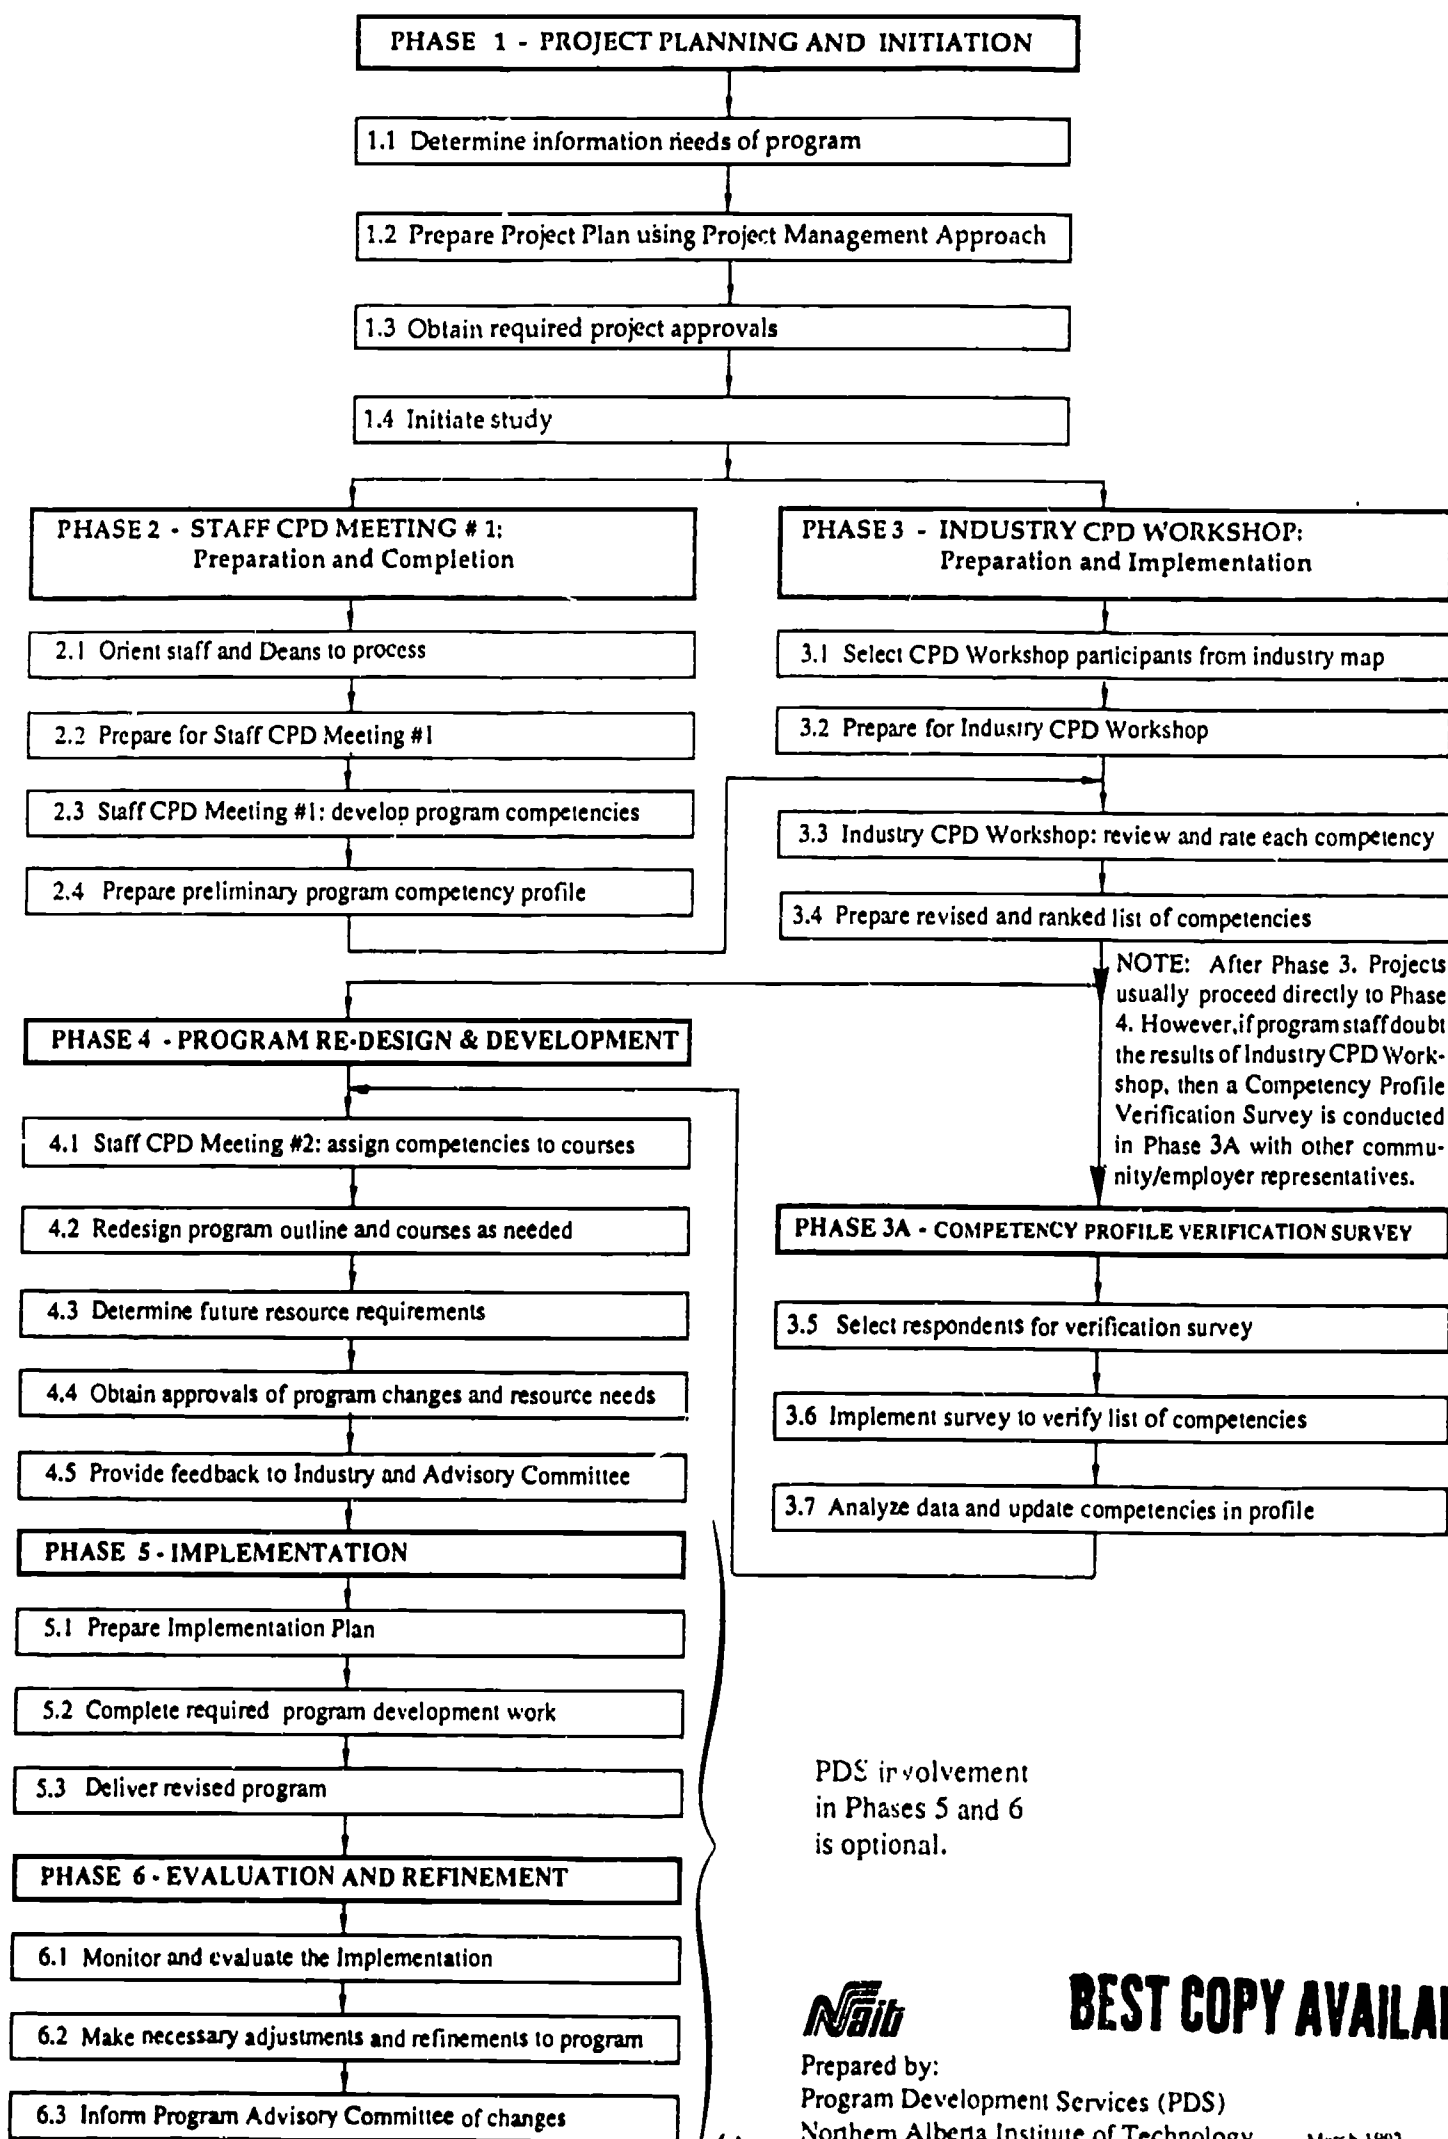 PHASE 1 - PROJECT PLANNING AND INITIATION
1.1 Determine information needs of program
1.2 Prepare Project Plan using Project Management Approach
1.3 Obtain required project approvals
1.4 Initiate study
PHASE 2 - STAFF CPD MEETING # 1:
Preparation and Completion
2.1 Orient staff and Deans to process
2.2 Prepare for Staff CPD Meeting #1
2.3 Staff CPD Meeting #1: develop program competencies
2.4 Prepare preliminary program competency profile
PHASE 3 - INDUSTRY CPD WORKSHOP:
Preparation and Implementation
3.1 Select CPD Workshop participants from industry map
3.2 Prepare for Industry CPD Workshop
3.3 Industry CPD Workshop: review and rate each competency
3.4 Prepare revised and ranked list of competencies
NOTE: After Phase 3. Projects
usually proceed directly to Phase
4. However, if program staff doubt
the results of Industry CPD Work-
shop, then a Competency Profile
Verification Survey is conducted
in Phase 3A with other commu-
nity/employer representatives.
PHASE 3A - COMPETENCY PROFILE VERIFICATION SURVEY
3.5 Select respondents for verification survey
3.6 Implement survey to verify list of competencies
3.7 Analyze data and update competencies in profile
PHASE 4 - PROGRAM RE-DESIGN & DEVELOPMENT
4.1 Staff CPD Meeting #2: assign competencies to courses
4.2 Redesign program outline and courses as needed
4.3 Determine future resource requirements
4.4 Obtain approvals of program changes and resource needs
4.5 Provide feedback to Industry and Advisory Committee
PHASE 5 - IMPLEMENTATION
5.1 Prepare Implementation Plan
5.2 Complete required program development work
5.3 Deliver revised program
PHASE 6 - EVALUATION AND REFINEMENT
6.1 Monitor and evaluate the Implementation
6.2 Make necessary adjustments and refinements to program
6.3 Inform Program Advisory Committee of changes
PDS involvement
in Phases 5 and 6
is optional.
Nait
BEST COPY
Prepared by:
Program Development Services (PDS)
Northern Alberta Institute of Technology